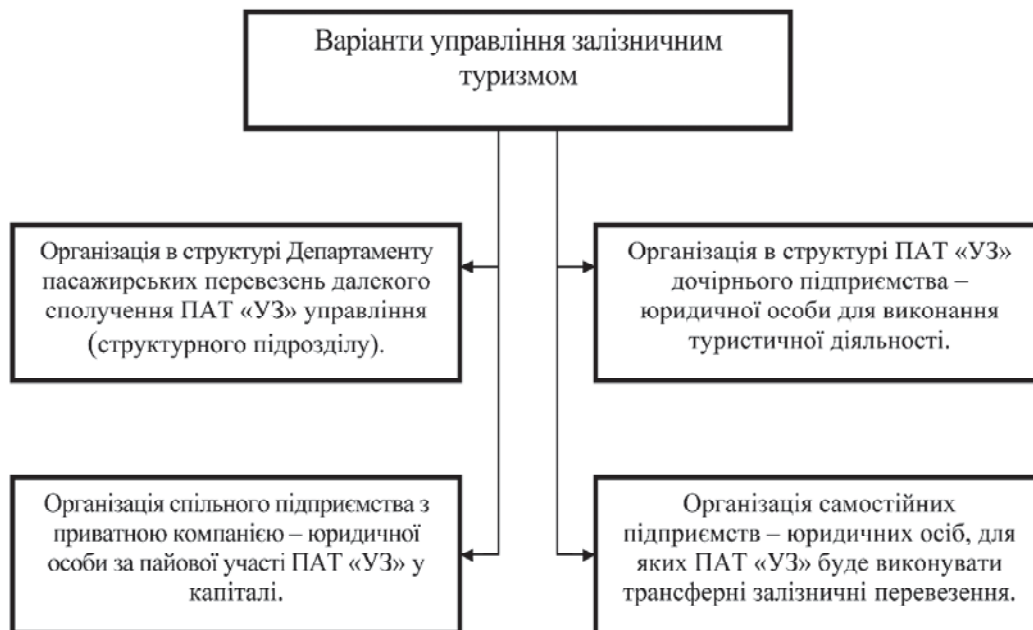 Варіанти управління залізничним
туризмом
Організація в структурі Департаменту
пасажирських перевезень далекого
сполучення ПАТ «УЗ» управління
(структурного підрозділу).
Організація в структурі ПАТ «УЗ»
дочірнього підприємства –
юридичної особи для виконання
туристичної діяльності.
Організація спільного підприємства з
приватною компанією – юридичної
особи за пайової участі ПАТ «УЗ» у
капіталі.
Організація самостійних
підприємств – юридичних осіб, для
яких ПАТ «УЗ» буде виконувати
трансферні залізничні перевезення.